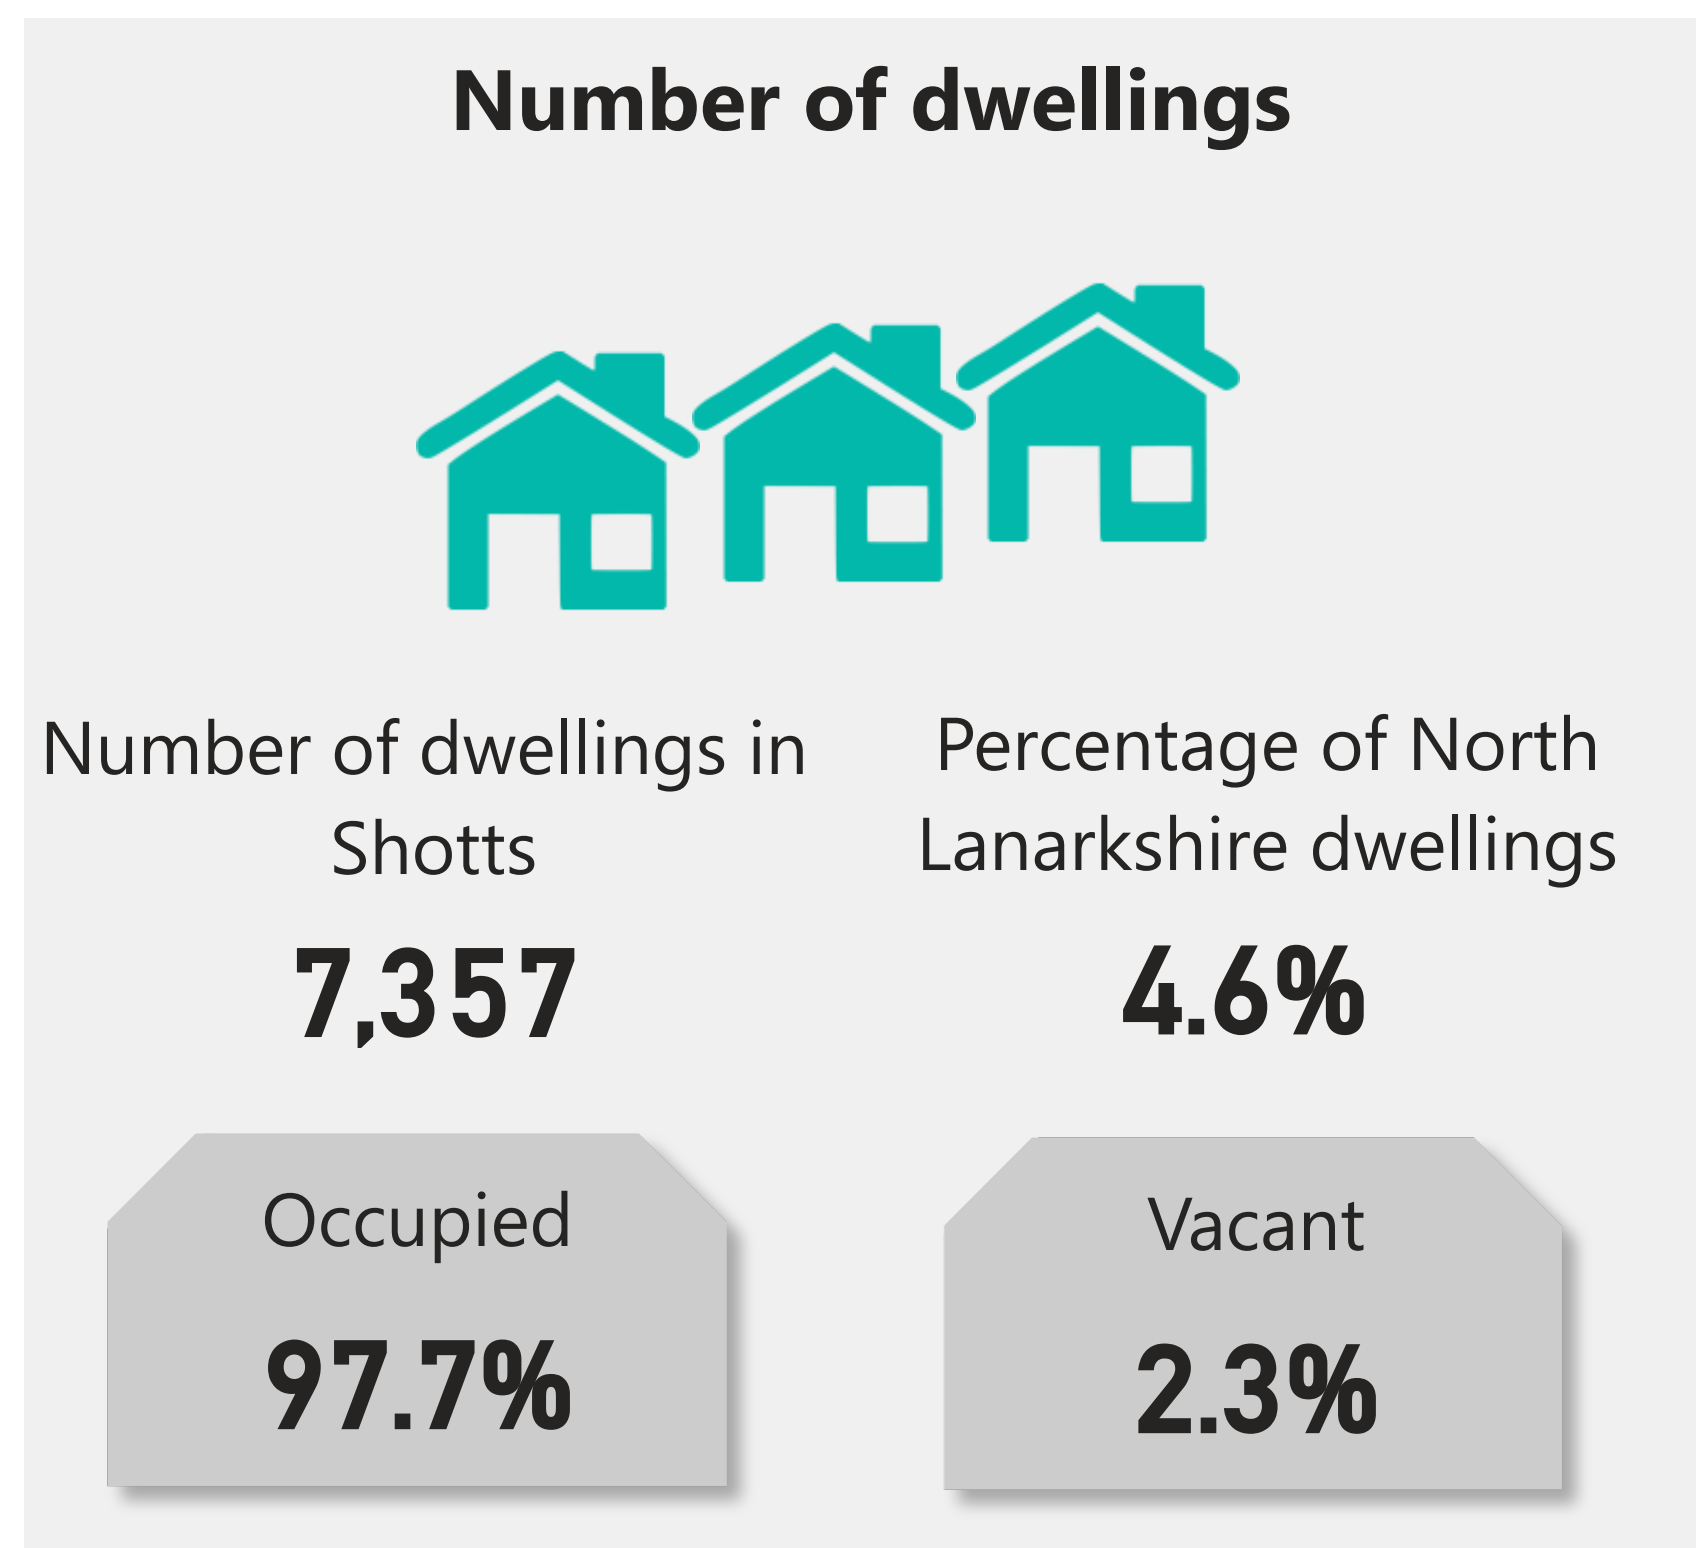 Number of dwellings
Number of dwellings in
Shotts
7,357
Percentage of North
Lanarkshire dwellings
4.6%
Occupied
97.7%
Vacant
2.3%